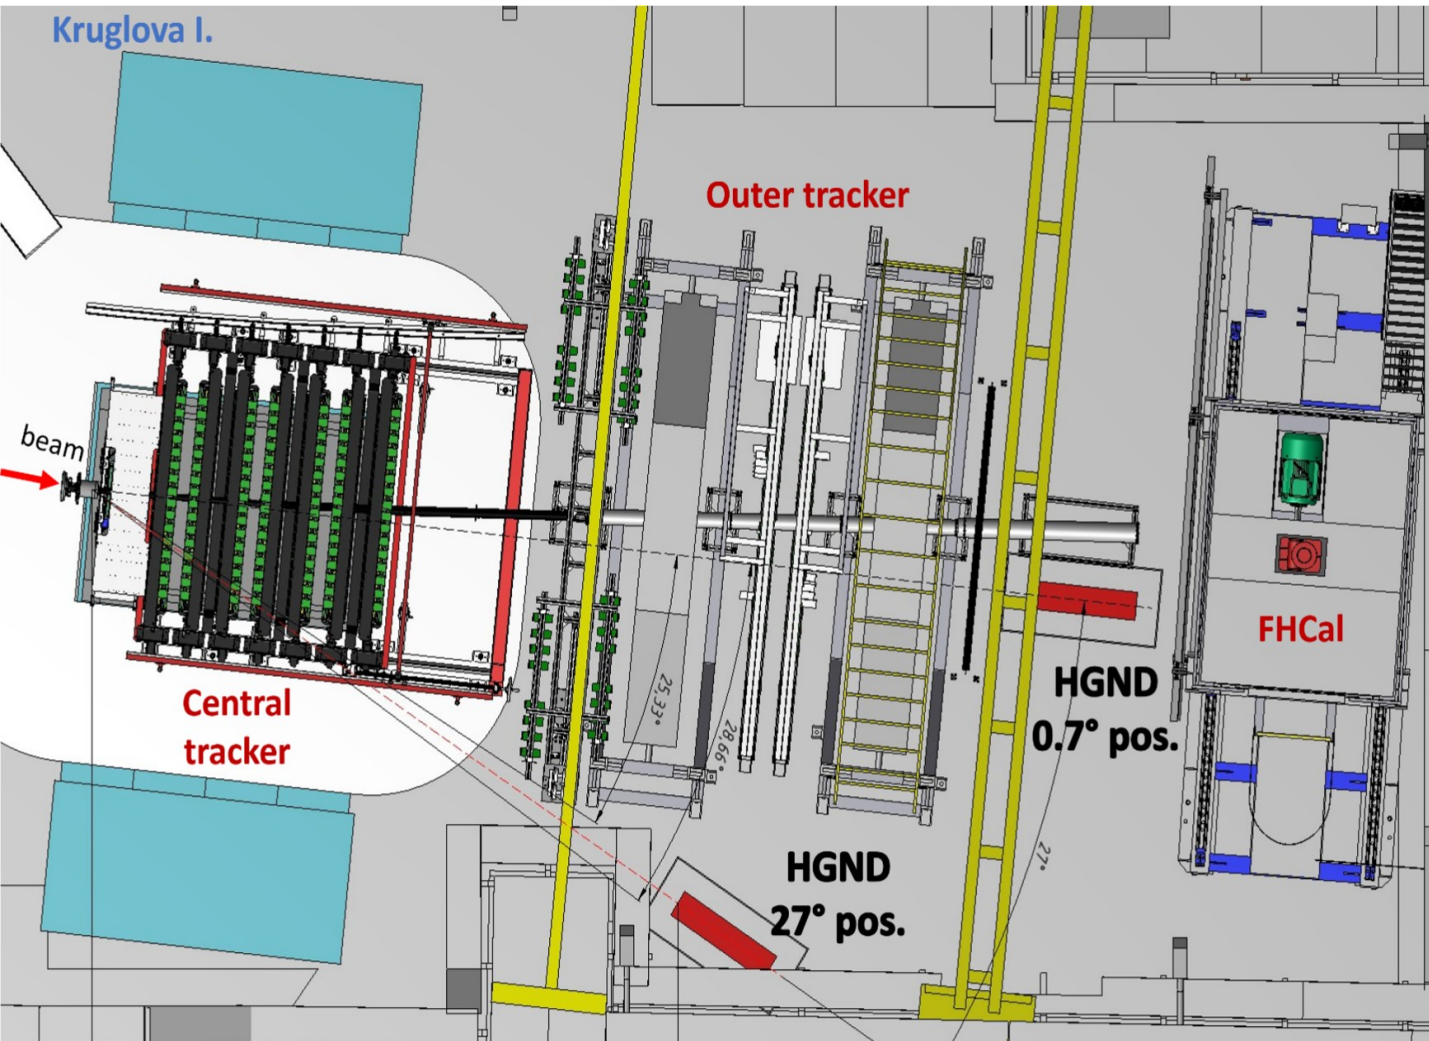 Kruglova I.
Outer tracker
beam
FHCal
25,33°
28,66°
HGND
0.7° pos.
Central
tracker
27°
HGND
27° pos.